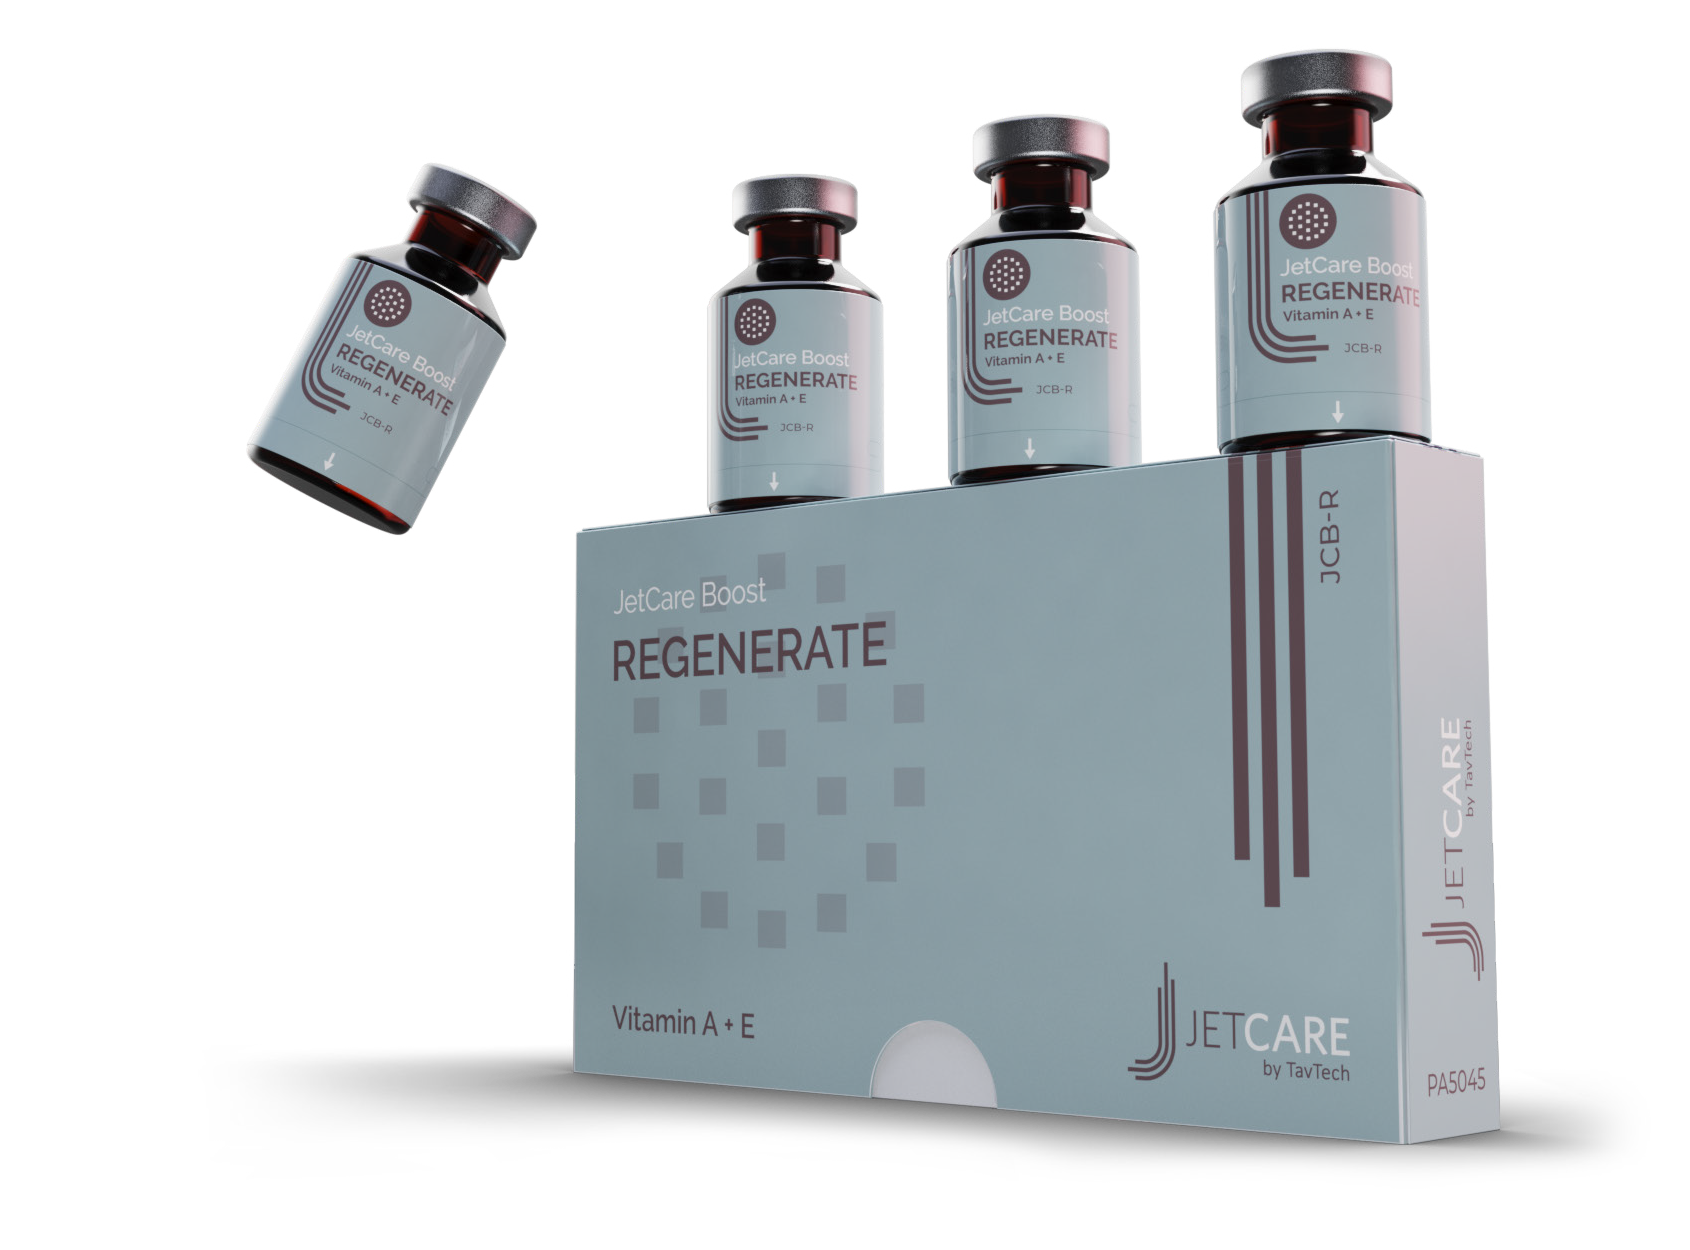 JetCare Boost
REGENERATE
Vitamin A + E
JCB-R
JetCare Boost
REGENERATE
Vitamin A + E
JCB-R
JetCare Boost
REGENERATE
Vitamin A + E
JCB-R
JetCare Boost
REGENERATE
Vitamin A + E
JCB-R
JetCare Boost
REGENERATE
JCB-R
Vitamin A + E
JETCARE
by TavTech
JETCARE
by TavTech
PA5045